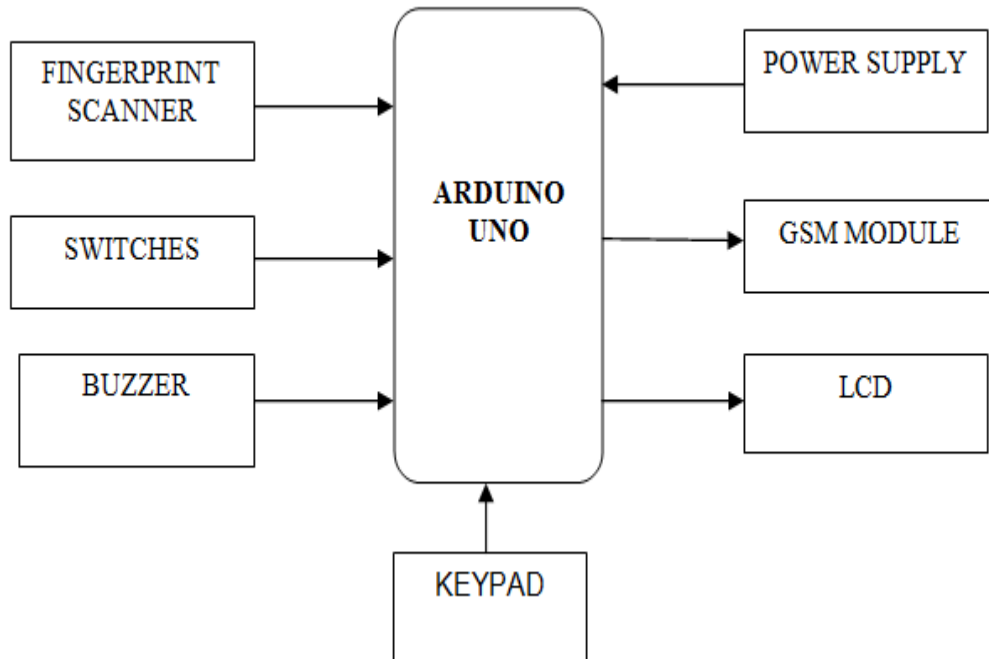 FINGERPRINT
SCANNER
SWITCHES
BUZZER
ARDUINO
UNO
POWER SUPPLY
GSM MODULE
LCD
KEYPAD